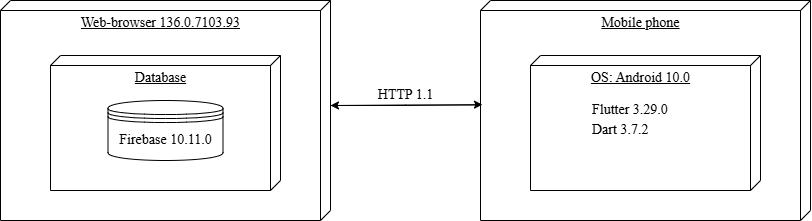 Web-browser 136.0.7103.93
Database
Firebase 10.11.0
HTTP 1.1
Mobile phone
OS: Android 10.0
Flutter 3.29.0
Dart 3.7.2